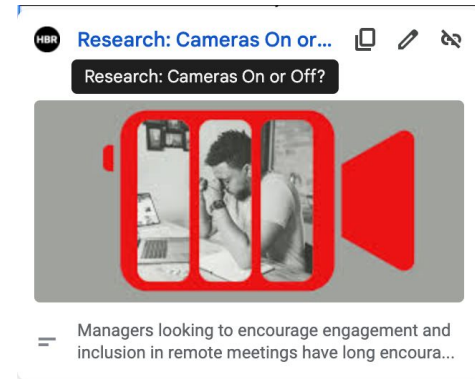 HBR
Research: Cameras On or...
Research: Cameras On or Off?
Managers looking to encourage engagement and
inclusion in remote meetings have long encoura...